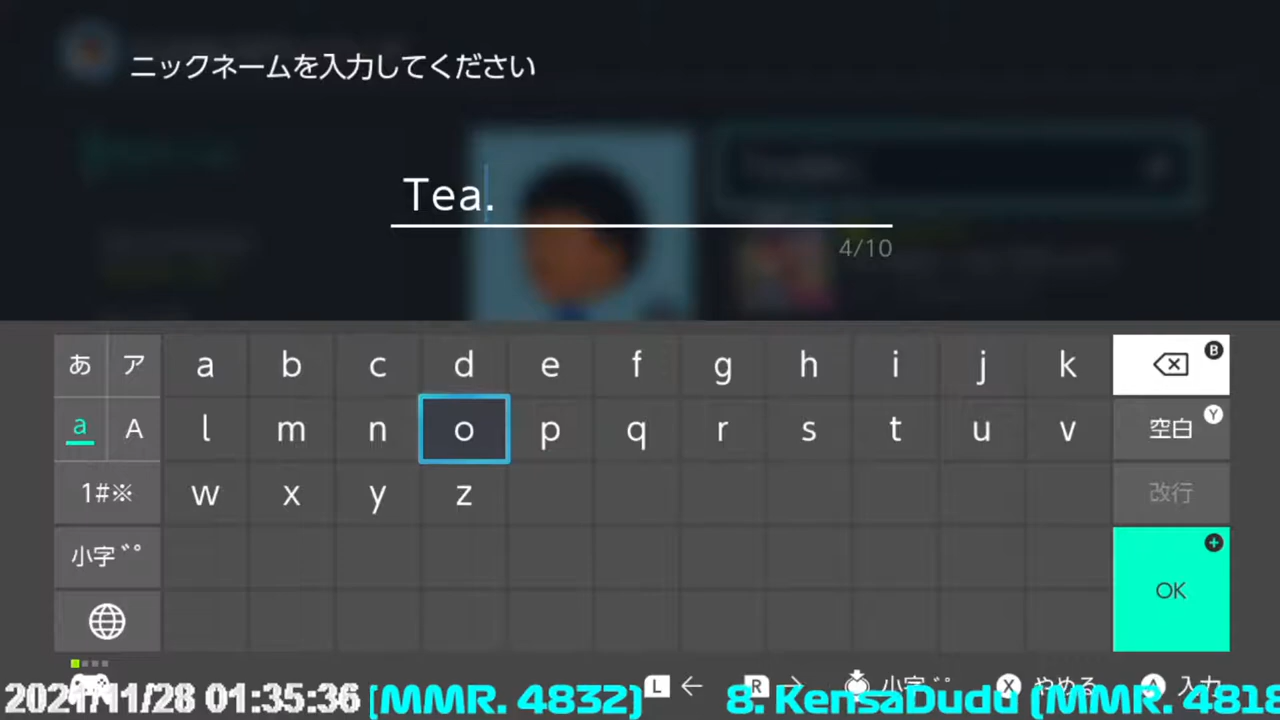 ニックネームを入力してください
Tea.
4/10
あ ア a b c d e f g h i j k B
a A l m n o p q r s t u v 空白 Y
1#※ w x y z 改行
小字゛゜ +
OK
L ← R → 小字゛゜ X やめる A 入力
2021/11/28 01:35:36 (MMR. 4832) 8. KensaDudu (MMR. 4818